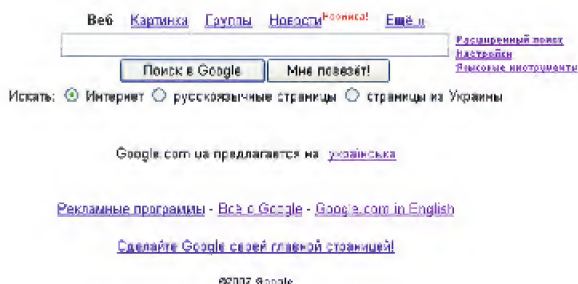 Веб Картинки Группы Новости Новинка! Ещё »
Расширенный поиск
Настройки
Языковые инструменты
Поиск в Google Мне повезёт!
Искать: Интернет русскоязычные страницы страницы из Украины
Google.com.ua предлагается на українська
Рекламные программы - Всё о Google - Google.com in English
Сделайте Google своей главной страницей!
©2007 Google